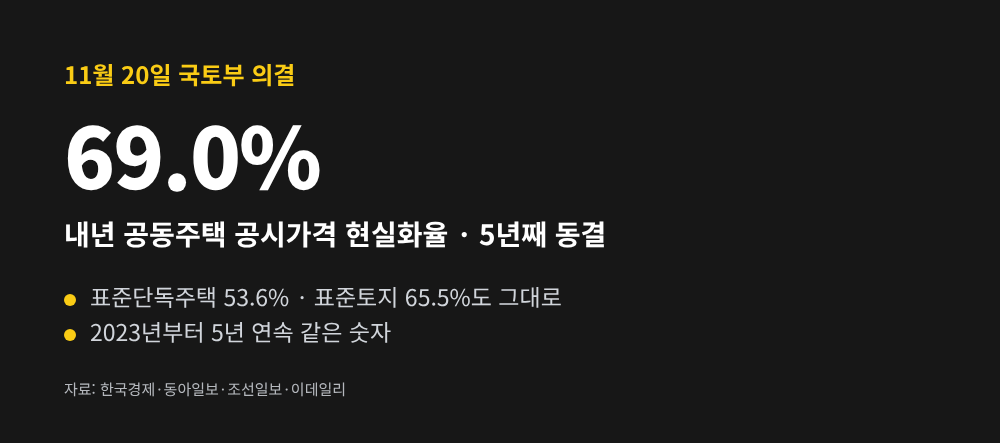 11월 20일 국토부 의결
69.0%
내년 공동주택 공시가격 현실화율 · 5년째 동결
표준단독주택 53.6% · 표준토지 65.5%도 그대로
2023년부터 5년 연속 같은 숫자
자료: 한국경제·동아일보·조선일보·이데일리